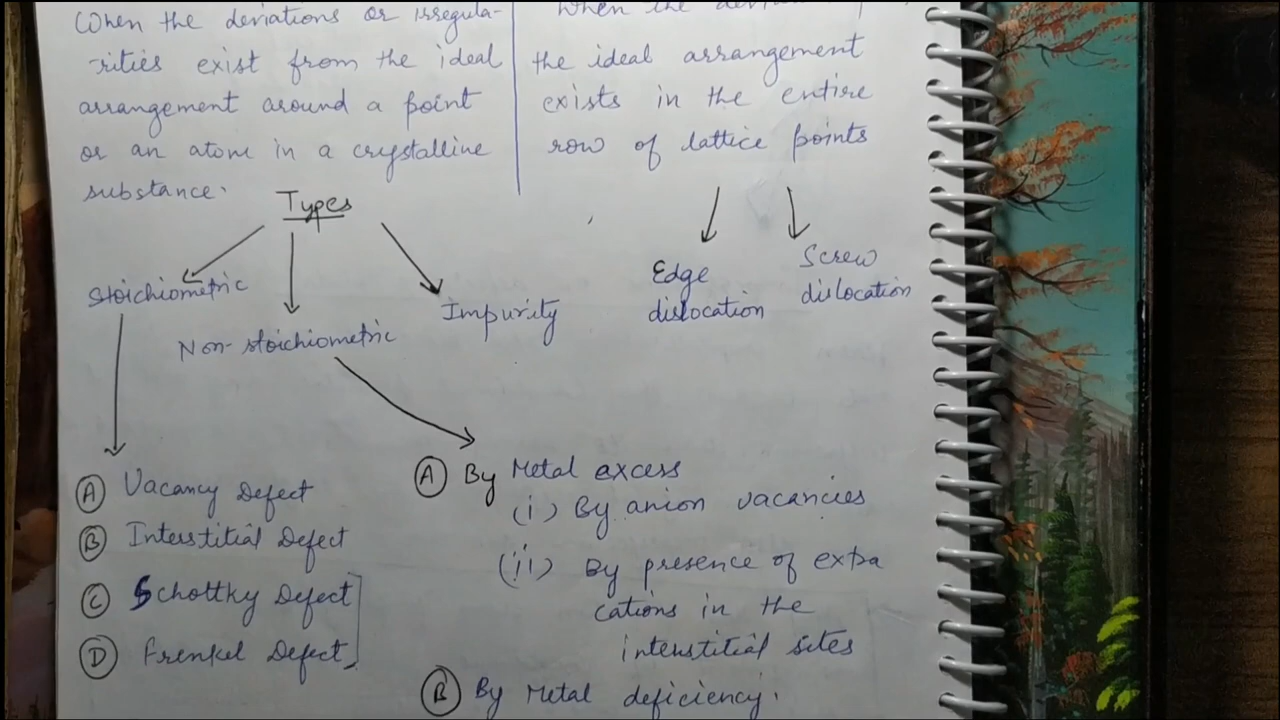 When the deviations or irregula-
-rities exist from the ideal
arrangement around a point
or an atom in a crystalline
substance.
When the
the ideal arrangement
exists in the entire
row of lattice points
Edge
dislocation
Screw
dislocation
Types
Stoichiometric
Non-stoichiometric
Impurity
(A) Vacancy Defect
(B) Interstitial Defect
(C) Schottky Defect
(D) Frenkel Defect
(A) By Metal excess
(i) By anion vacancies
(ii) By presence of extra
cations in the
interstitial sites
(B) By Metal deficiency.